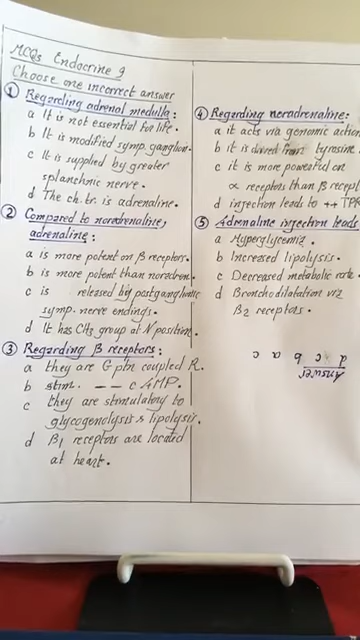 MCQs Endocrine 9
Choose one incorrect answer
① Regarding adrenal medulla:
a It is not essential for life.
b It is modified symp. ganglion.
c It is supplied by greater
splanchnic nerve.
d The ch. tr. is adrenaline.
② Compared to noradrenaline,
adrenaline:
a is more potent on β receptors.
b is more potent than noradren.
c is released by postganglionic
symp. nerve endings.
d It has CH3 group at N position.
③ Regarding β receptors:
a they are G ptn coupled R.
b stim. – – c AMP.
c they are stimulatory to
glycogenolysis & lipolysis.
d β1 receptors are located
at heart.
④ Regarding noradrenaline:
a it acts via genomic action
b it is dived from tyrosine.
c it is more powerful on
α receptors than β recept
d injection leads to ++ TPR
⑤ Adrenaline injection leads
a Hyperglycemia.
b Increased lipolysis.
c Decreased metabolic rate.
d Bronchodilatation via
β2 receptors.
Answer
d c b a c